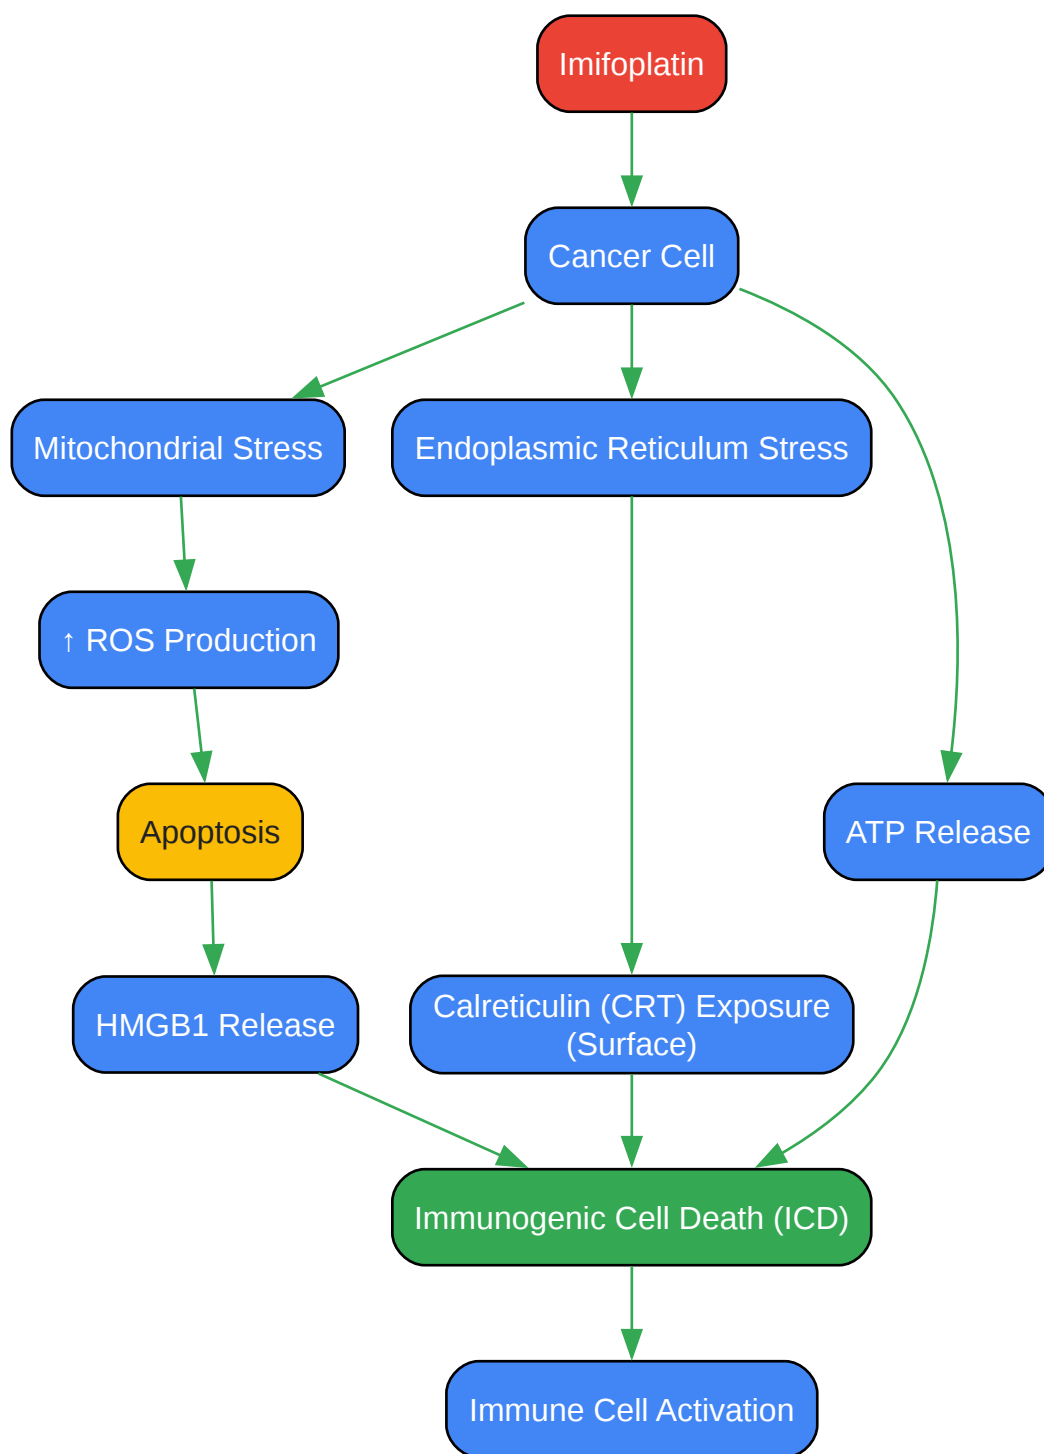 Imifoplatin
Cancer Cell
Mitochondrial Stress
Endoplasmic Reticulum Stress
↑ ROS Production
Apoptosis
ATP Release
HMGB1 Release
Calreticulin (CRT) Exposure
(Surface)
Immunogenic Cell Death (ICD)
Immune Cell Activation